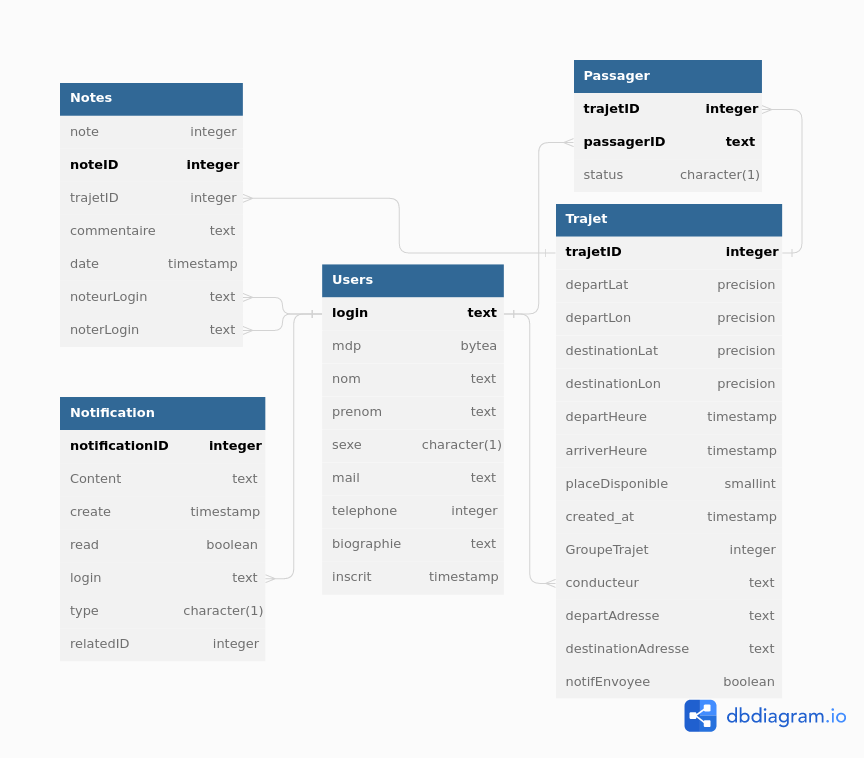 Notes
note integer
noteID integer
trajetID integer
commentaire text
date timestamp
noteurLogin text
noterLogin text
Notification
notificationID integer
Content text
create timestamp
read boolean
login text
type character(1)
relatedID integer
Users
login text
mdp bytea
nom text
prenom text
sexe character(1)
mail text
telephone integer
biographie text
inscrit timestamp
Passager
trajetID integer
passagerID text
status character(1)
Trajet
trajetID integer
departLat precision
departLon precision
destinationLat precision
destinationLon precision
departHeure timestamp
arriverHeure timestamp
placeDisponible smallint
created_at timestamp
GroupeTrajet integer
conducteur text
departAdresse text
destinationAdresse text
notifEnvoyee boolean
dbdiagram.io